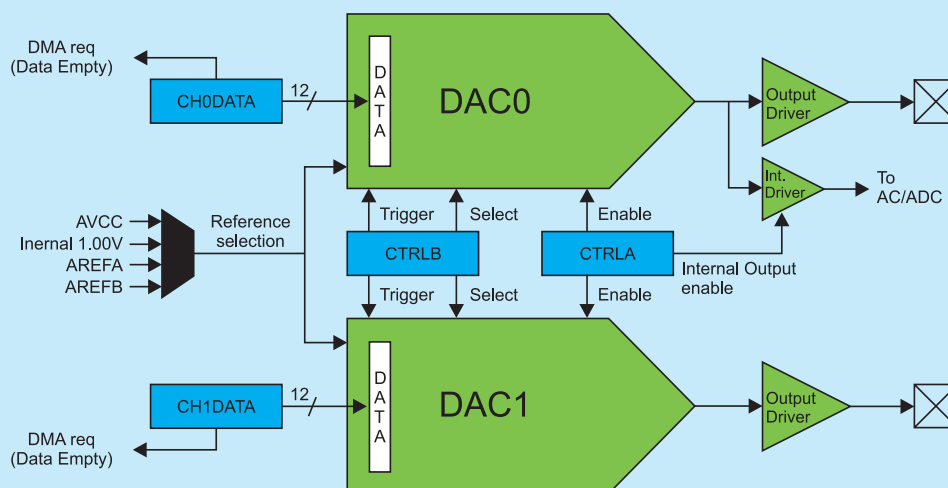 DMA req
(Data Empty)
CH0DATA
12
DATA
DAC0
Output
Driver
Int.
Driver
To
AC/ADC
AVCC
Inernal 1.00V
AREFA
AREFB
Reference
selection
Trigger
Select
Enable
CTRLB
CTRLA
Internal Output
enable
Trigger
Select
Enable
CH1DATA
12
DATA
DAC1
Output
Driver
DMA req
(Data Empty)